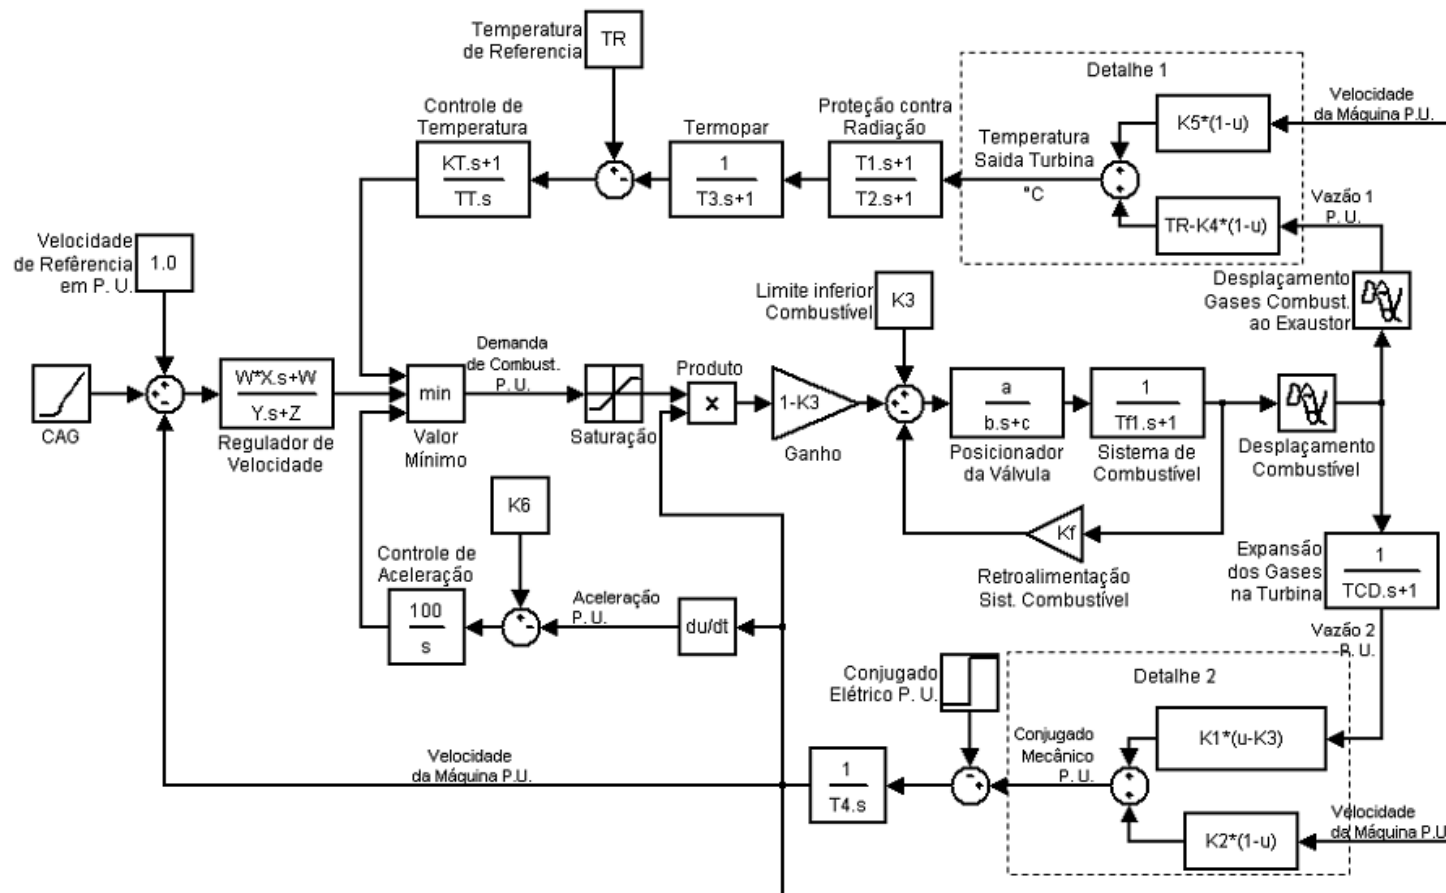 Temperatura
de Referencia
TR
Detalhe 1
Velocidade
da Máquina P.U.
K5*(1-u)
Controle de
Temperatura
KT.s+1
TT.s
Termopar
1
T3.s+1
Proteção contra
Radiação
T1.s+1
T2.s+1
Temperatura
Saida Turbina
°C
Vazão 1
P. U.
TR-K4*(1-u)
Velocidade
de Refêrencia
em P. U.
1.0
Limite inferior
Combustível
K3
Desplaçamento
Gases Combust.
ao Exaustor
CAG
W*X.s+W
Y.s+Z
Regulador de
Velocidade
min
Valor
Mínimo
Demanda
de Combust.
P. U.
Saturação
Produto
x
1-K3
Ganho
a
b.s+c
Posicionador
da Válvula
1
Tf1.s+1
Sistema de
Combustível
Desplaçamento
Combustível
K6
Kf
Retroalimentação
Sist. Combustível
Expansão
dos Gases
na Turbina
1
TCD.s+1
Vazão 2
P. U.
Controle de
Aceleração
100
s
Aceleração
P. U.
du/dt
Conjugado
Elétrico P. U.
Detalhe 2
K1*(u-K3)
Conjugado
Mecânico
P. U.
Velocidade
da Máquina P.U.
1
T4.s
K2*(1-u)
Velocidade
da Máquina P.U